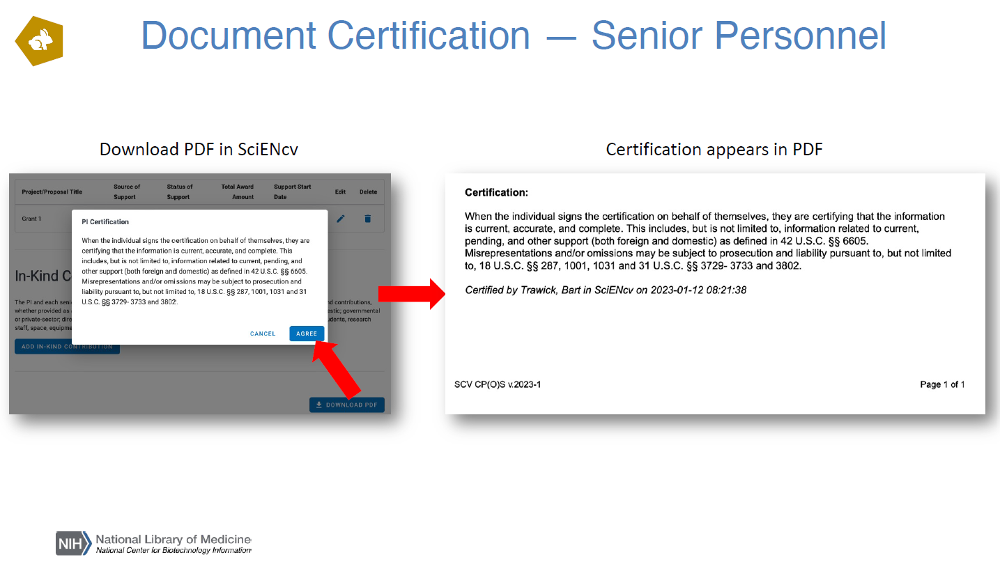 Document Certification — Senior Personnel
Download PDF in SciENcv
Project/Proposal Title
Source of
Support
Status of
Support
Total Award
Amount
Support Start
Date
Edit
Delete
Grant 1
PI Certification
When the individual signs the certification on behalf of themselves, they are
certifying that the information is current, accurate, and complete. This
includes, but is not limited to, information related to current, pending, and
other support (both foreign and domestic) as defined in 42 U.S.C. §§ 6605.
Misrepresentations and/or omissions may be subject to prosecution and
liability pursuant to, but not limited to, 18 U.S.C. §§ 287, 1001, 1031 and 31
U.S.C. §§ 3729- 3733 and 3802.
CANCEL
AGREE
In-Kind C
The PI and each seni
nd contributions,
whether provided as
estic; governmental
or private-sector; dire
udents, research
staff, space, equipme
ADD IN-KIND CONTRIBUTION
DOWNLOAD PDF
Certification appears in PDF
Certification:
When the individual signs the certification on behalf of themselves, they are certifying that the information
is current, accurate, and complete. This includes, but is not limited to, information related to current,
pending, and other support (both foreign and domestic) as defined in 42 U.S.C. §§ 6605.
Misrepresentations and/or omissions may be subject to prosecution and liability pursuant to, but not limited
to, 18 U.S.C. §§ 287, 1001, 1031 and 31 U.S.C. §§ 3729- 3733 and 3802.
Certified by Trawick, Bart in SciENcv on 2023-01-12 08:21:38
SCV CP(O)S v.2023-1
Page 1 of 1
NIH National Library of Medicine
National Center for Biotechnology Information